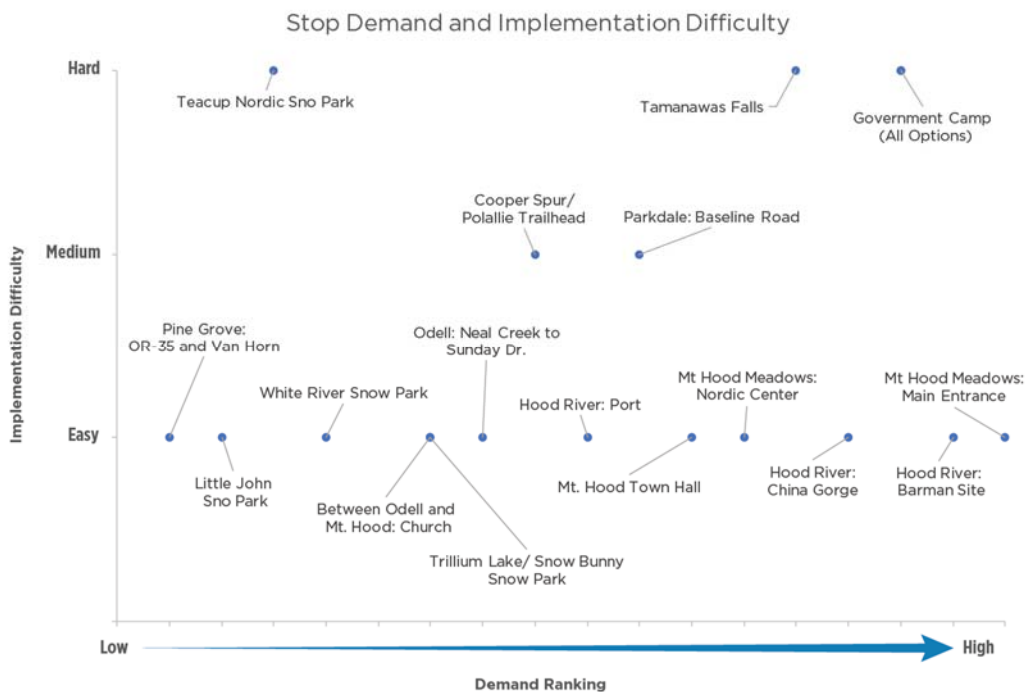 Stop Demand and Implementation Difficulty
Hard
Teacup Nordic Sno Park
Tamanawas Falls
Government Camp
(All Options)
Cooper Spur/
Polallie Trailhead
Parkdale: Baseline Road
Medium
Implementation Difficulty
Pine Grove:
OR-35 and Van Horn
Odell: Neal Creek to
Sunday Dr.
White River Snow Park
Hood River: Port
Mt Hood Meadows:
Nordic Center
Mt Hood Meadows:
Main Entrance
Easy
Little John
Sno Park
Between Odell and
Mt. Hood: Church
Trillium Lake/ Snow Bunny
Snow Park
Mt. Hood Town Hall
Hood River:
China Gorge
Hood River:
Barman Site
Low
High
Demand Ranking